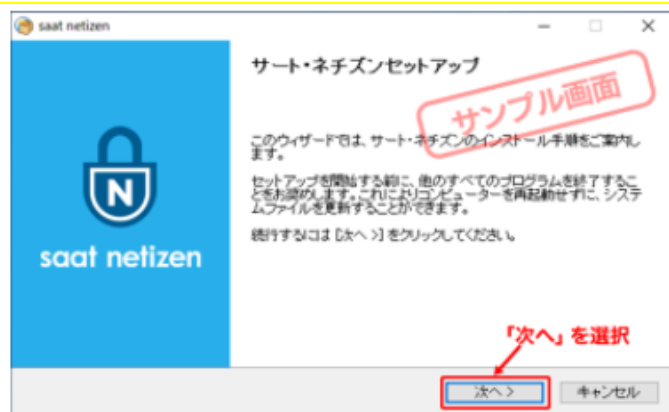 saat netizen
サート・ネチズンセットアップ
サンプル画面
このウィザードでは、サート・ネチズンのインストール手順をご案内し
ます。
セットアップを開始する前に、他のすべてのプログラムを終了するこ
とをお奨めします。これによりコンピューターを再起動せずに、システ
ムファイルを更新することができます。
続行するには [次へ >] をクリックしてください。
N
saat netizen
「次へ」を選択
次へ >
キャンセル